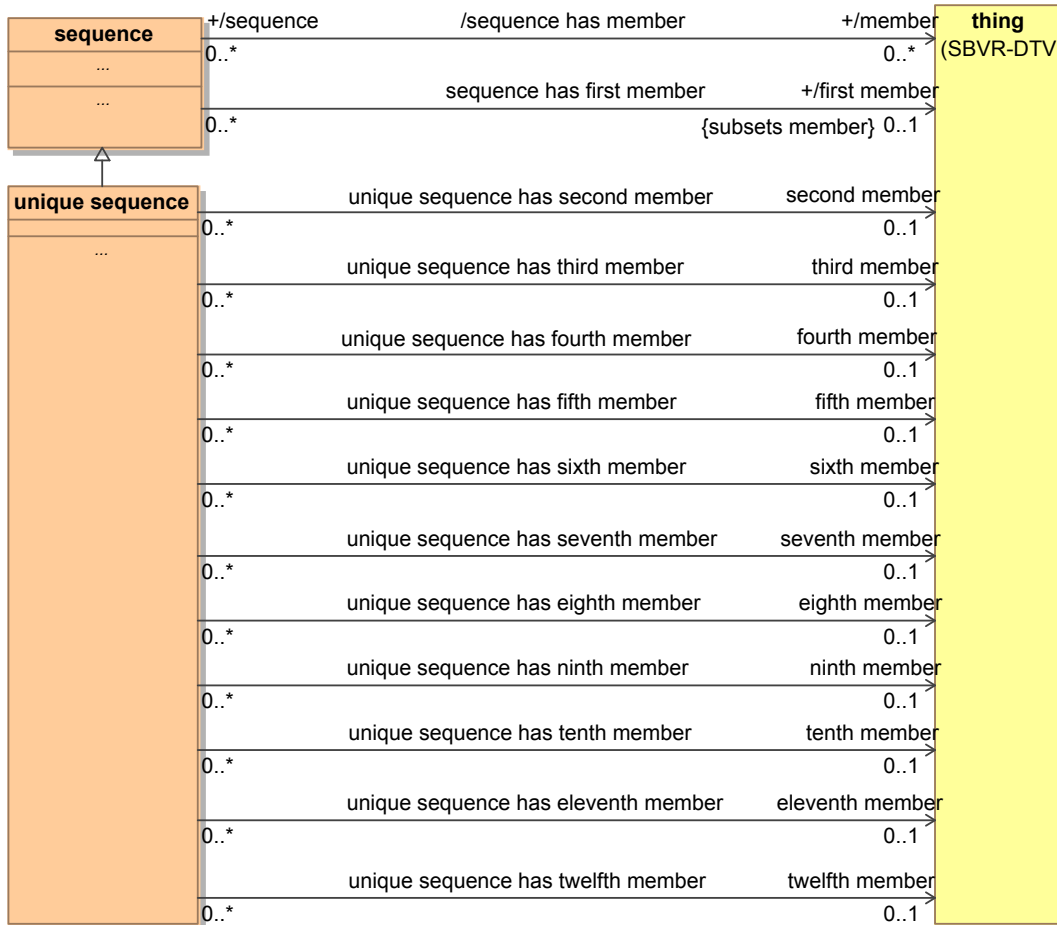 +/sequence /sequence has member +/member
sequence thing
0..* 0..* (SBVR-DTV
...
sequence has first member +/first member
...
0..* {subsets member} 0..1
unique sequence unique sequence has second member second member
0..* 0..1
...
unique sequence has third member third member
0..* 0..1
unique sequence has fourth member fourth member
0..* 0..1
unique sequence has fifth member fifth member
0..* 0..1
unique sequence has sixth member sixth member
0..* 0..1
unique sequence has seventh member seventh member
0..* 0..1
unique sequence has eighth member eighth member
0..* 0..1
unique sequence has ninth member ninth member
0..* 0..1
unique sequence has tenth member tenth member
0..* 0..1
unique sequence has eleventh member eleventh member
0..* 0..1
unique sequence has twelfth member twelfth member
0..* 0..1